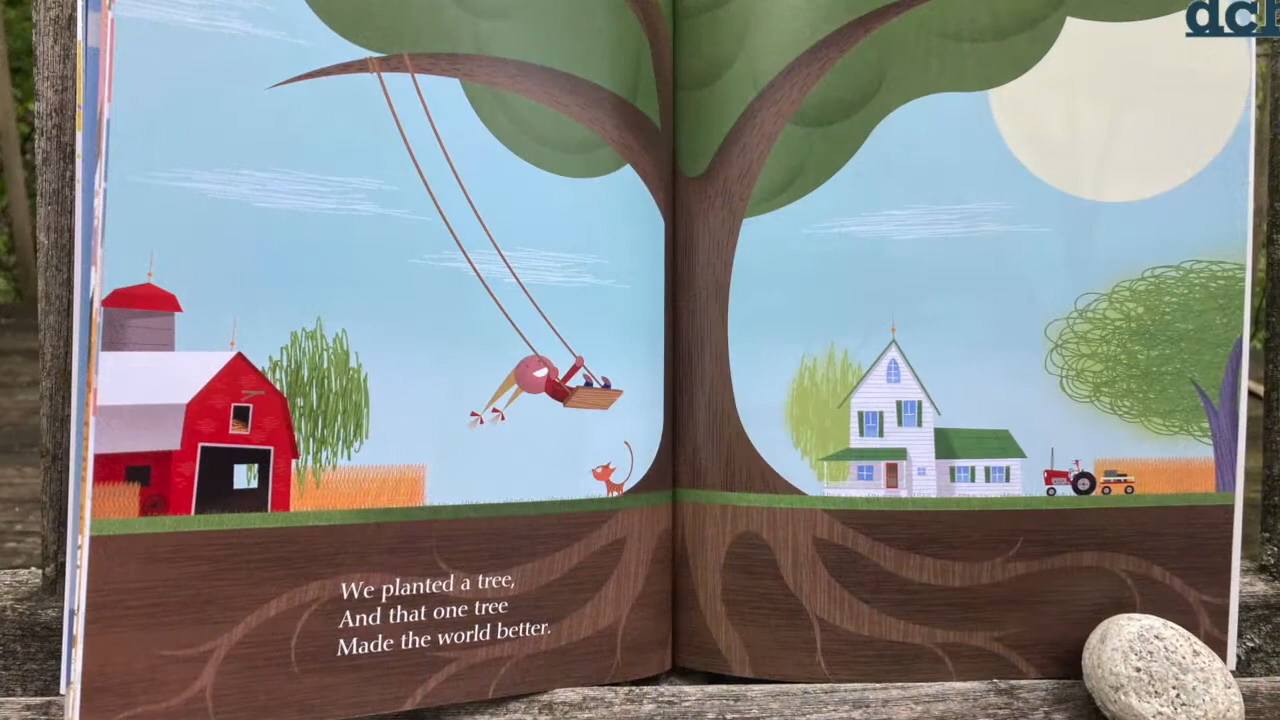 dcl
We planted a tree,
And that one tree
Made the world better.